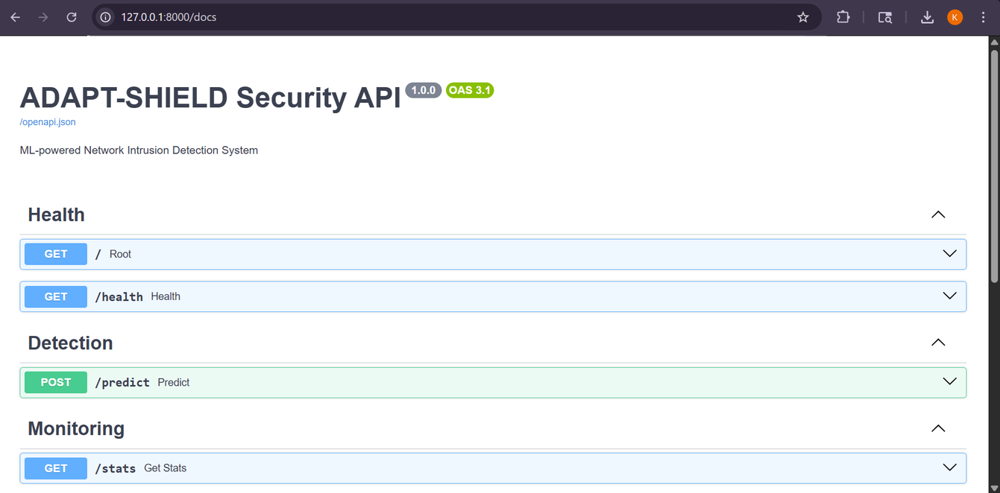 127.0.0.1:8000/docs
K
ADAPT-SHIELD Security API 1.0.0 OAS 3.1
/openapi.json
ML-powered Network Intrusion Detection System
Health
GET / Root
GET /health Health
Detection
POST /predict Predict
Monitoring
GET /stats Get Stats